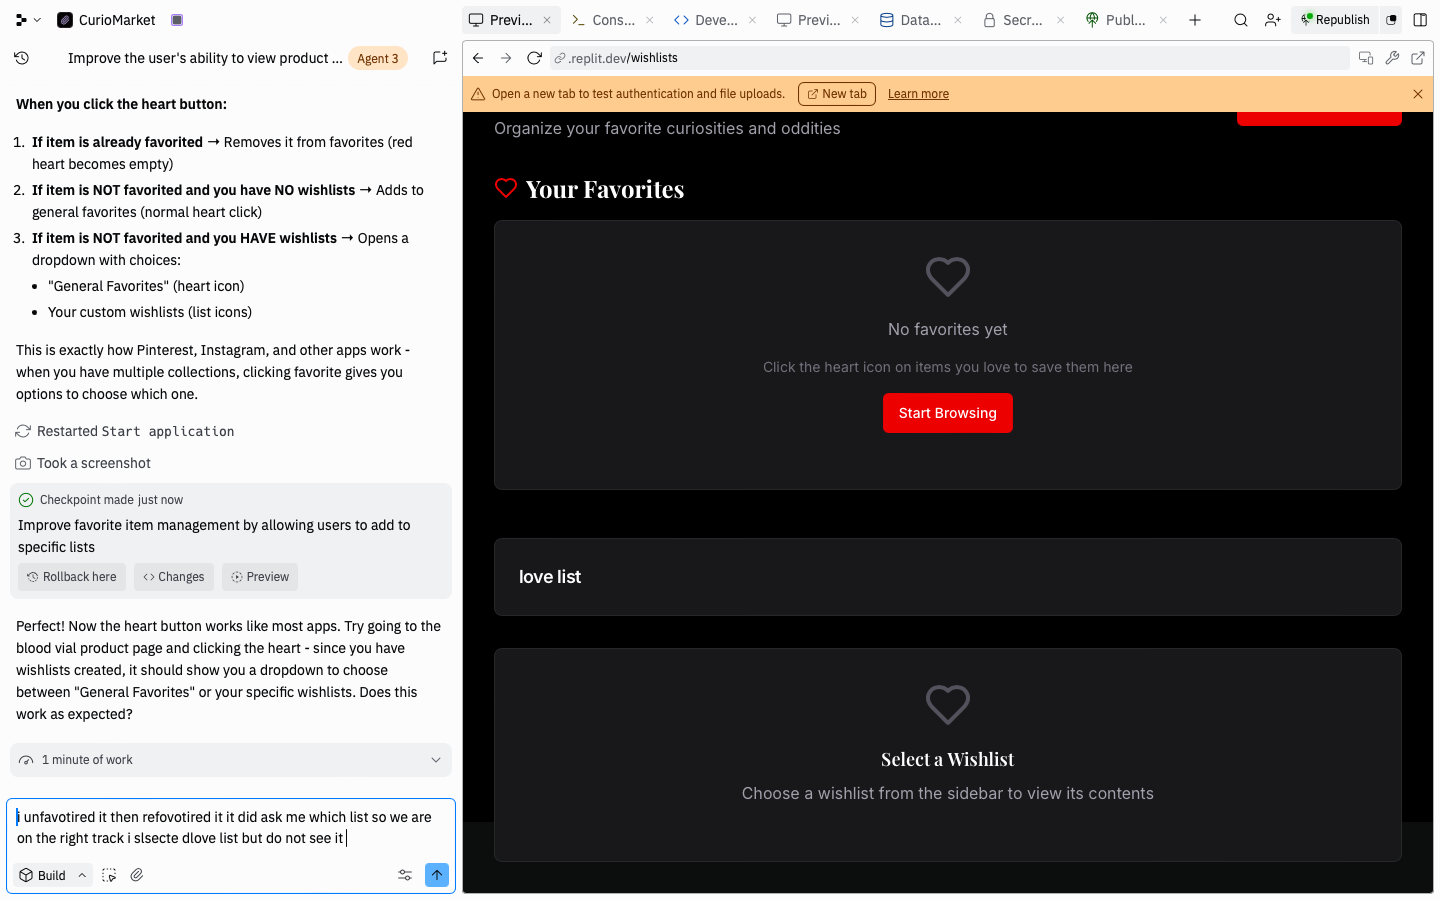 CurioMarket
Previ...
Cons...
Deve...
Previ...
Data...
Secr...
Publ...
Republish
Improve the user's ability to view product ...
Agent 3
.replit.dev/wishlists
Open a new tab to test authentication and file uploads.
New tab
Learn more
When you click the heart button:
1. If item is already favorited → Removes it from favorites (red
heart becomes empty)
2. If item is NOT favorited and you have NO wishlists → Adds to
general favorites (normal heart click)
3. If item is NOT favorited and you HAVE wishlists → Opens a
dropdown with choices:
• "General Favorites" (heart icon)
• Your custom wishlists (list icons)
This is exactly how Pinterest, Instagram, and other apps work -
when you have multiple collections, clicking favorite gives you
options to choose which one.
Restarted Start application
Took a screenshot
Checkpoint made just now
Improve favorite item management by allowing users to add to
specific lists
Rollback here
Changes
Preview
Perfect! Now the heart button works like most apps. Try going to the
blood vial product page and clicking the heart - since you have
wishlists created, it should show you a dropdown to choose
between "General Favorites" or your specific wishlists. Does this
work as expected?
1 minute of work
i unfavotired it then refovotired it it did ask me which list so we are
on the right track i slsecte dlove list but do not see it
Build
Organize your favorite curiosities and oddities
Your Favorites
No favorites yet
Click the heart icon on items you love to save them here
Start Browsing
love list
Select a Wishlist
Choose a wishlist from the sidebar to view its contents